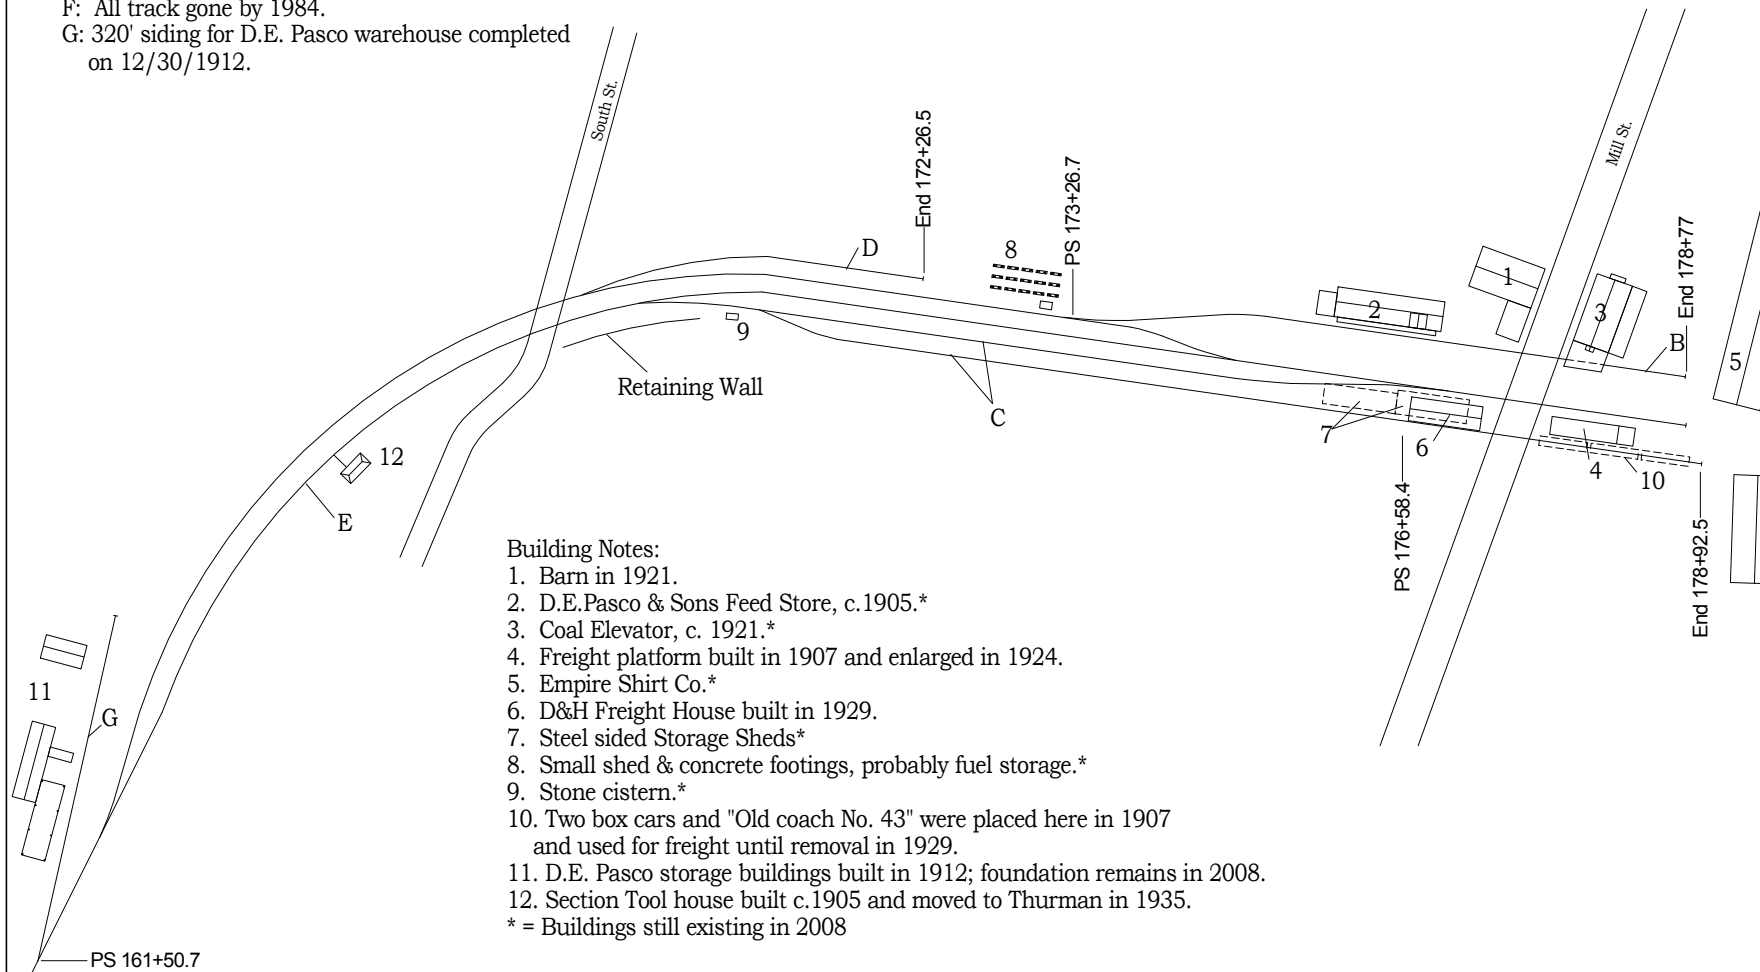 F: All track gone by 1984.
G: 320' siding for D.E. Pasco warehouse completed
on 12/30/1912.
South St.
Mill St.
End 172+26.5
PS 173+26.7
End 178+77
D
8
1
2
3
B
5
9
Retaining Wall
C
7
6
4
10
12
E
PS 176+58.4
End 178+92.5
11
G
Building Notes:
1. Barn in 1921.
2. D.E.Pasco & Sons Feed Store, c.1905.*
3. Coal Elevator, c. 1921.*
4. Freight platform built in 1907 and enlarged in 1924.
5. Empire Shirt Co.*
6. D&H Freight House built in 1929.
7. Steel sided Storage Sheds*
8. Small shed & concrete footings, probably fuel storage.*
9. Stone cistern.*
10. Two box cars and "Old coach No. 43" were placed here in 1907
and used for freight until removal in 1929.
11. D.E. Pasco storage buildings built in 1912; foundation remains in 2008.
12. Section Tool house built c.1905 and moved to Thurman in 1935.
* = Buildings still existing in 2008
PS 161+50.7